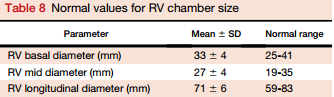 Table 8 Normal values for RV chamber size
Parameter Mean ± SD Normal range
RV basal diameter (mm) 33 ± 4 25-41
RV mid diameter (mm) 27 ± 4 19-35
RV longitudinal diameter (mm) 71 ± 6 59-83